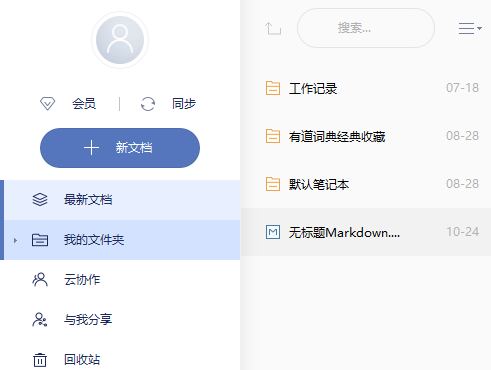 会员 同步
新文档
最新文档
我的文件夹
云协作
与我分享
回收站
搜索...
工作记录 07-18
有道词典经典收藏 08-28
默认笔记本 08-28
无标题Markdown.... 10-24